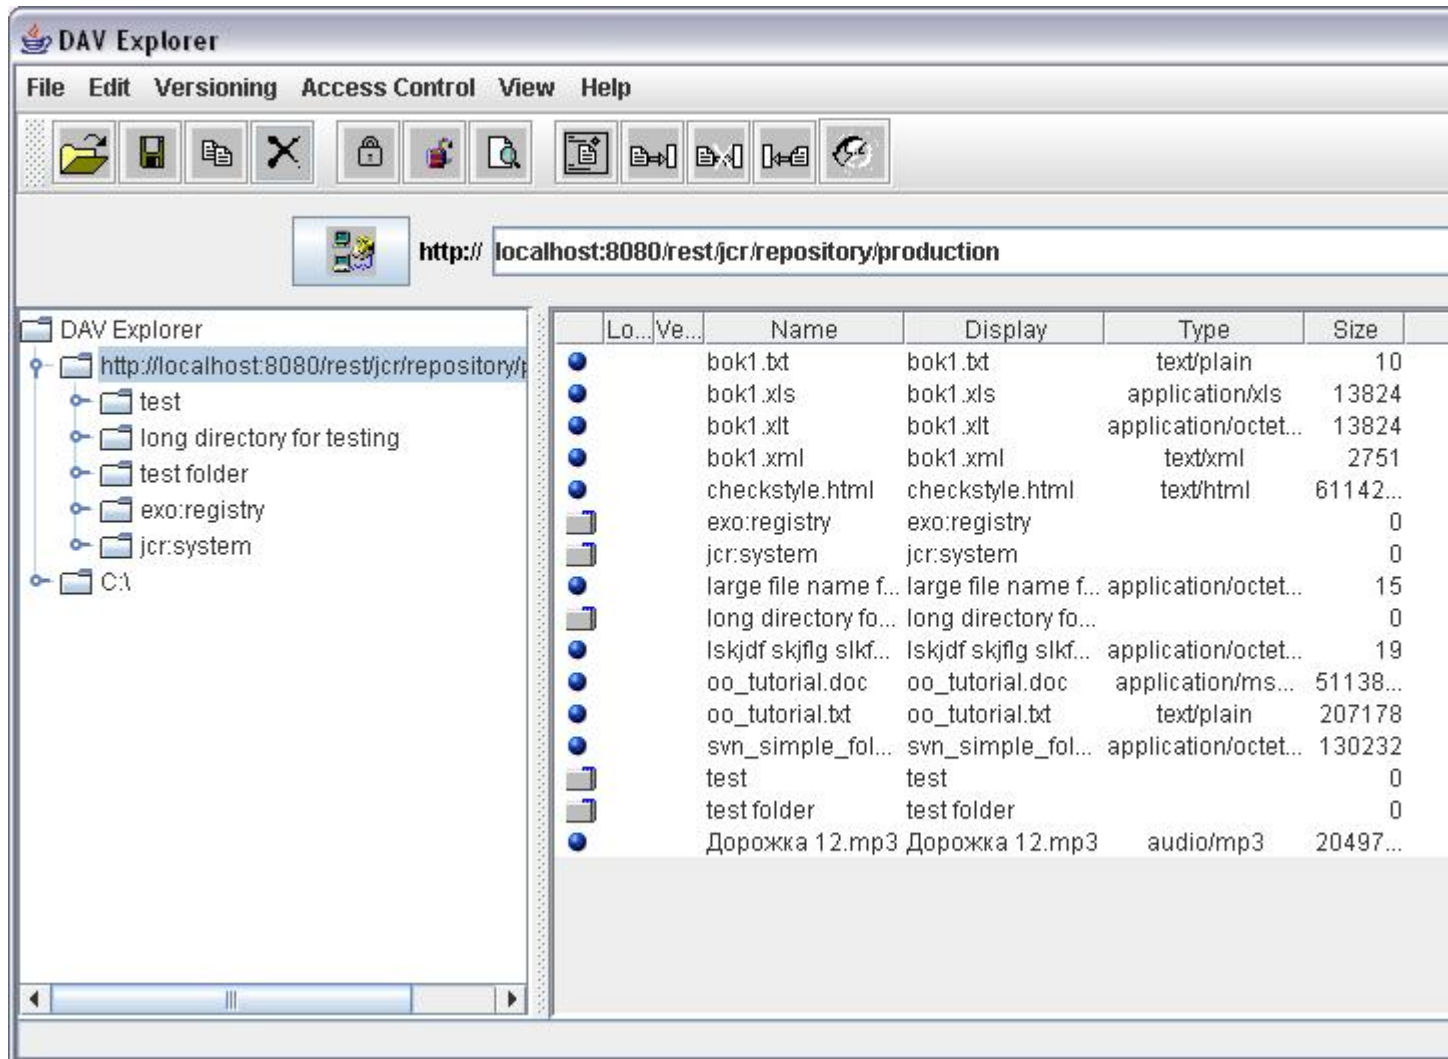 DAV Explorer
File Edit Versioning Access Control View Help
http:// localhost:8080/rest/jcr/repository/production
DAV Explorer
http://localhost:8080/rest/jcr/repository/
test
long directory for testing
test folder
exo:registry
jcr:system
C:\
Lo... Ve... Name Display Type Size
bok1.txt bok1.txt text/plain 10
bok1.xls bok1.xls application/xls 13824
bok1.xlt bok1.xlt application/octet... 13824
bok1.xml bok1.xml text/xml 2751
checkstyle.html checkstyle.html text/html 61142...
exo:registry exo:registry 0
jcr:system jcr:system 0
large file name f... large file name f... application/octet... 15
long directory fo... long directory fo... 0
lskjdf skjflg slkf... lskjdf skjflg slkf... application/octet... 19
oo_tutorial.doc oo_tutorial.doc application/ms... 51138...
oo_tutorial.txt oo_tutorial.txt text/plain 207178
svn_simple_fol... svn_simple_fol... application/octet... 130232
test test 0
test folder test folder 0
Дорожка 12.mp3 Дорожка 12.mp3 audio/mp3 20497...